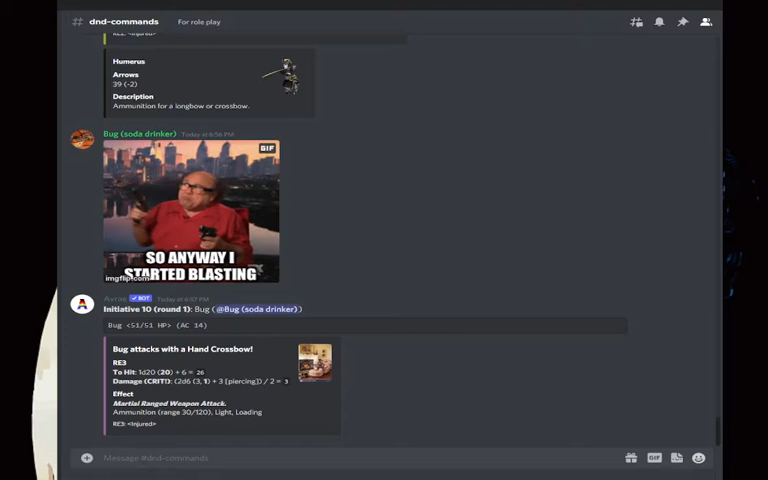 # dnd-commands For role play
RE2: <Injured>
Humerus
Arrows
39 (-2)
Description
Ammunition for a longbow or crossbow.
Bug (soda drinker) Today at 6:56 PM
GIF
SO ANYWAY I
STARTED BLASTING
imgflip.com
Avrae ✓ BOT Today at 6:57 PM
Initiative 10 (round 1): Bug (@Bug (soda drinker))
Bug <51/51 HP> (AC 14)
Bug attacks with a Hand Crossbow!
RE3
To Hit: 1d20 (20) + 6 = 26
Damage (CRIT!): (2d6 (3, 1) + 3 [piercing]) / 2 = 3
Effect
Martial Ranged Weapon Attack.
Ammunition (range 30/120), Light, Loading
RE3: <Injured>
Message #dnd-commands
GIF